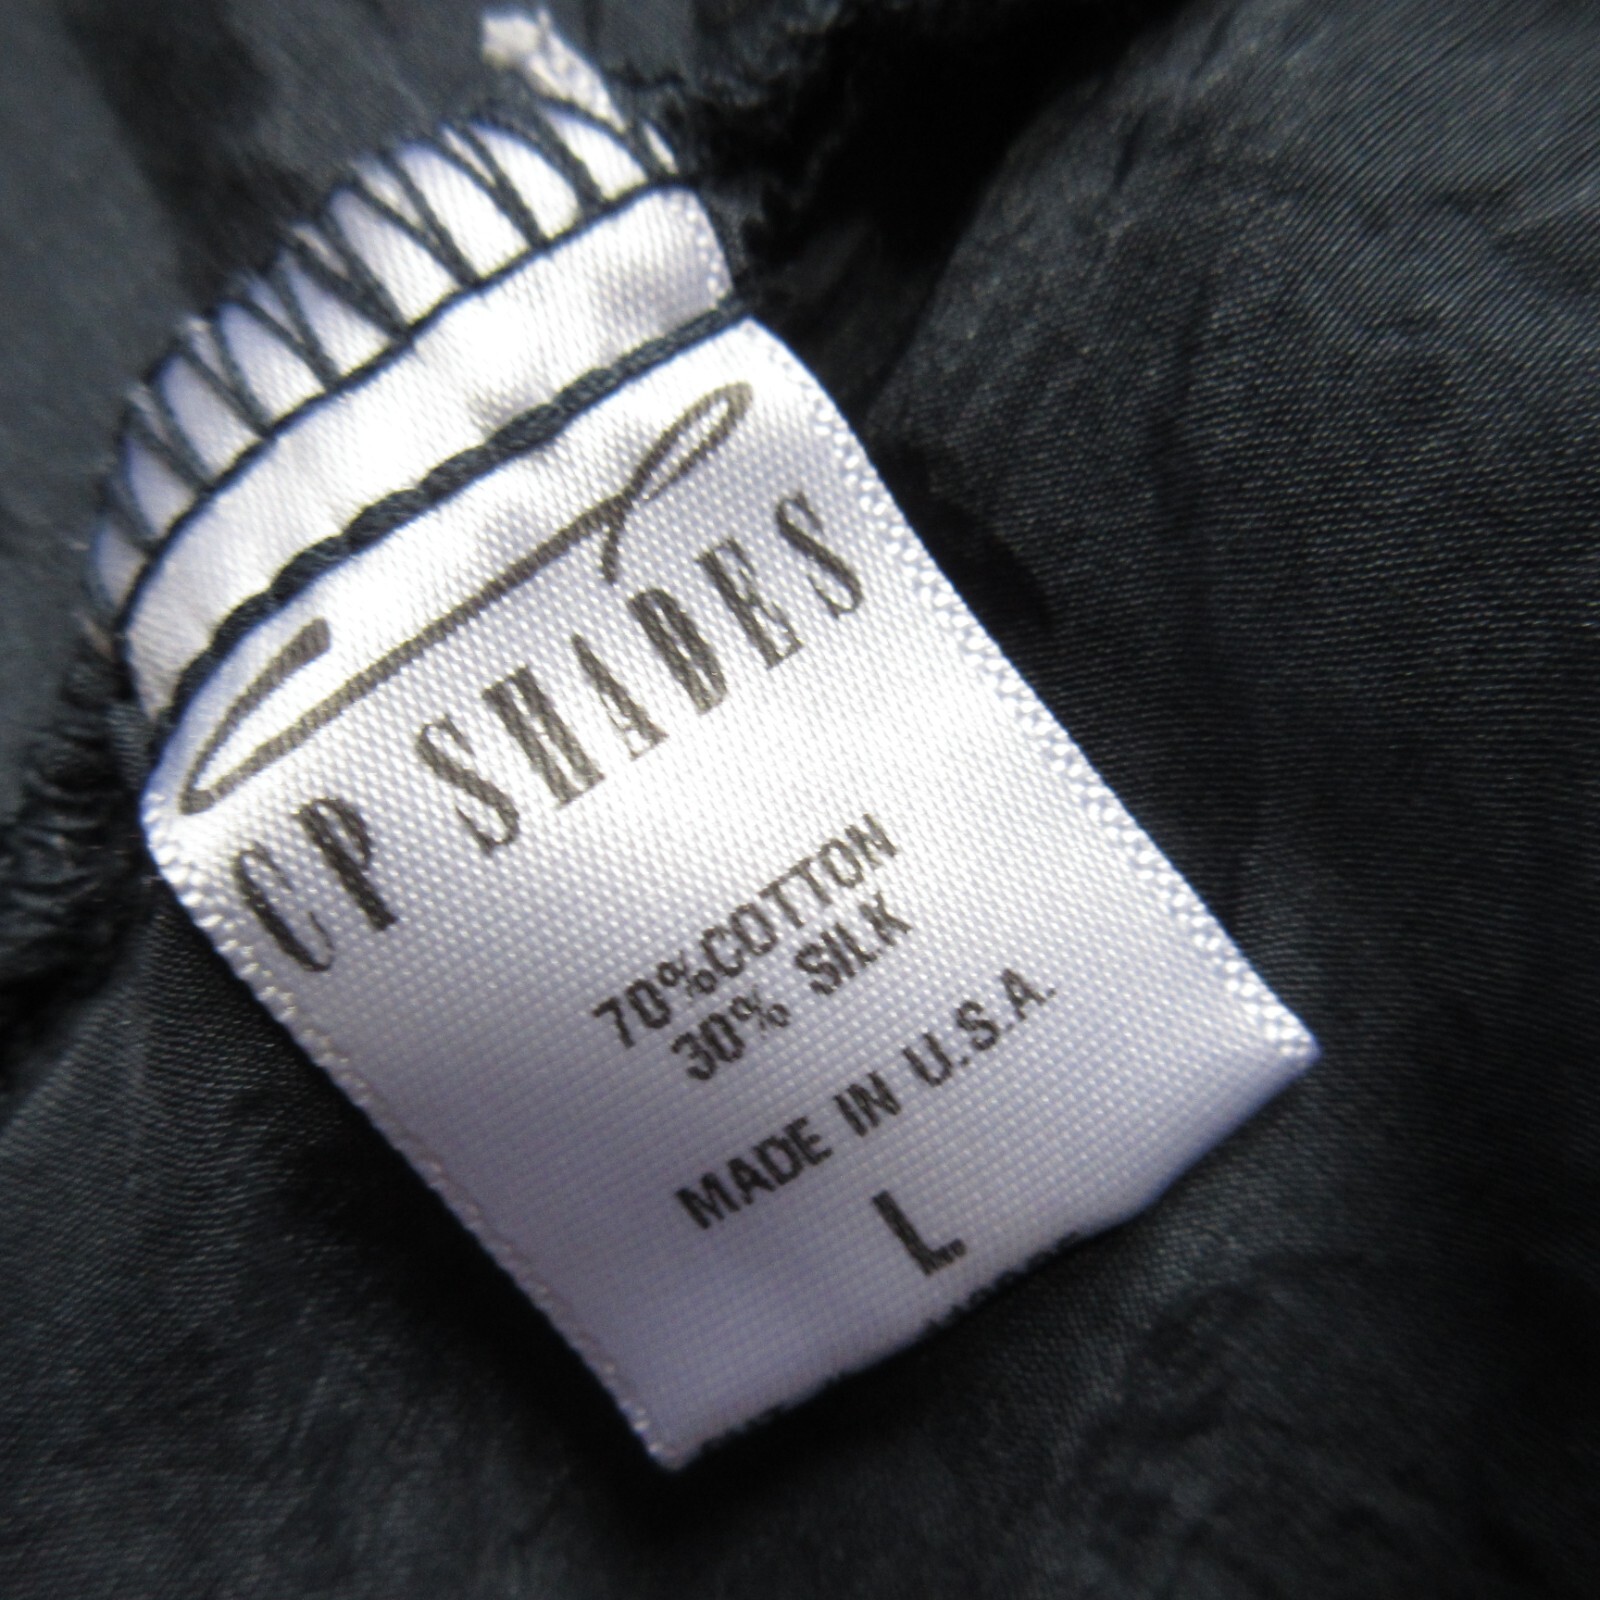 CP SHADES
70%COTTON
30% SILK
MADE IN U.S.A.
L